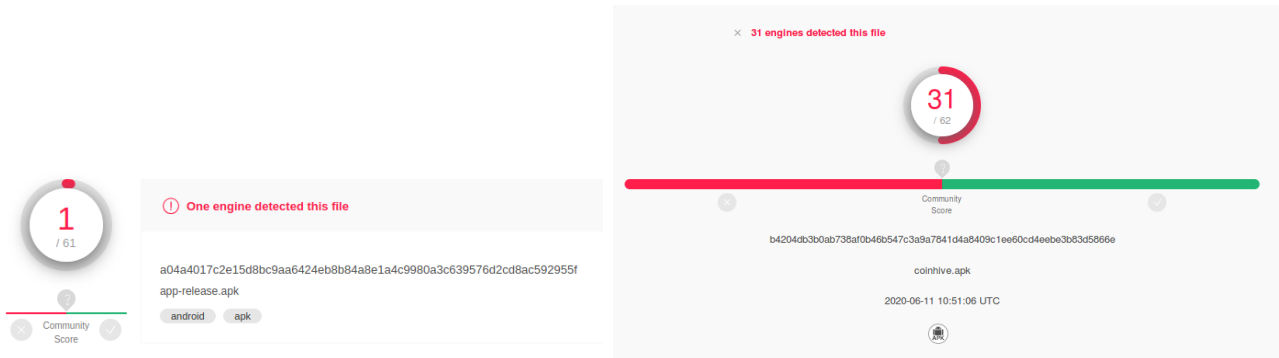 One engine detected this file
1
/ 61
a04a4017c2e15d8bc9aa6424eb8b84a8e1a4c9980a3c639576d2cd8ac592955f
app-release.apk
android apk
?
Community
Score
31 engines detected this file
31
/ 62
?
Community
Score
b4204db3b0ab738af0b46b547c3a9a7841d4a8409c1ee60cd4eebe3b83d5866e
coinhive.apk
2020-06-11 10:51:06 UTC
APK